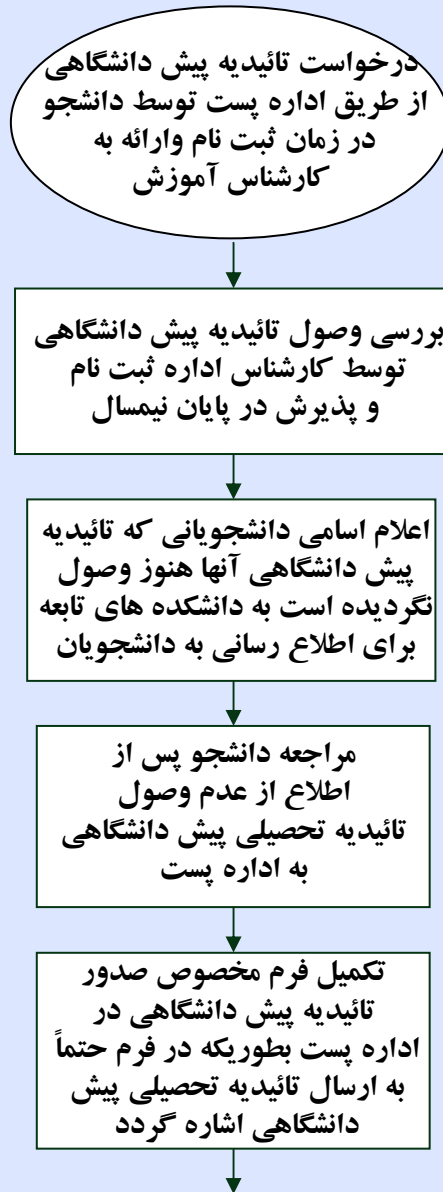 درخواست تائیدیه پیش دانشگاهی
از طریق اداره پست توسط دانشجو
در زمان ثبت نام وارائه به
کارشناس آموزش
بررسی وصول تائیدیه پیش دانشگاهی
توسط کارشناس اداره ثبت نام
و پذیرش در پایان نیمسال
اعلام اسامی دانشجویانی که تائیدیه
پیش دانشگاهی آنها هنوز وصول
نگردیده است به دانشکده های تابعه
برای اطلاع رسانی به دانشجویان
مراجعه دانشجو پس از
اطلاع از عدم وصول
تائیدیه تحصیلی پیش دانشگاهی
به اداره پست
تکمیل فرم مخصوص صدور
تائیدیه پیش دانشگاهی در
اداره پست بطوریکه در فرم حتماً
به ارسال تائیدیه تحصیلی پیش
دانشگاهی اشاره گردد